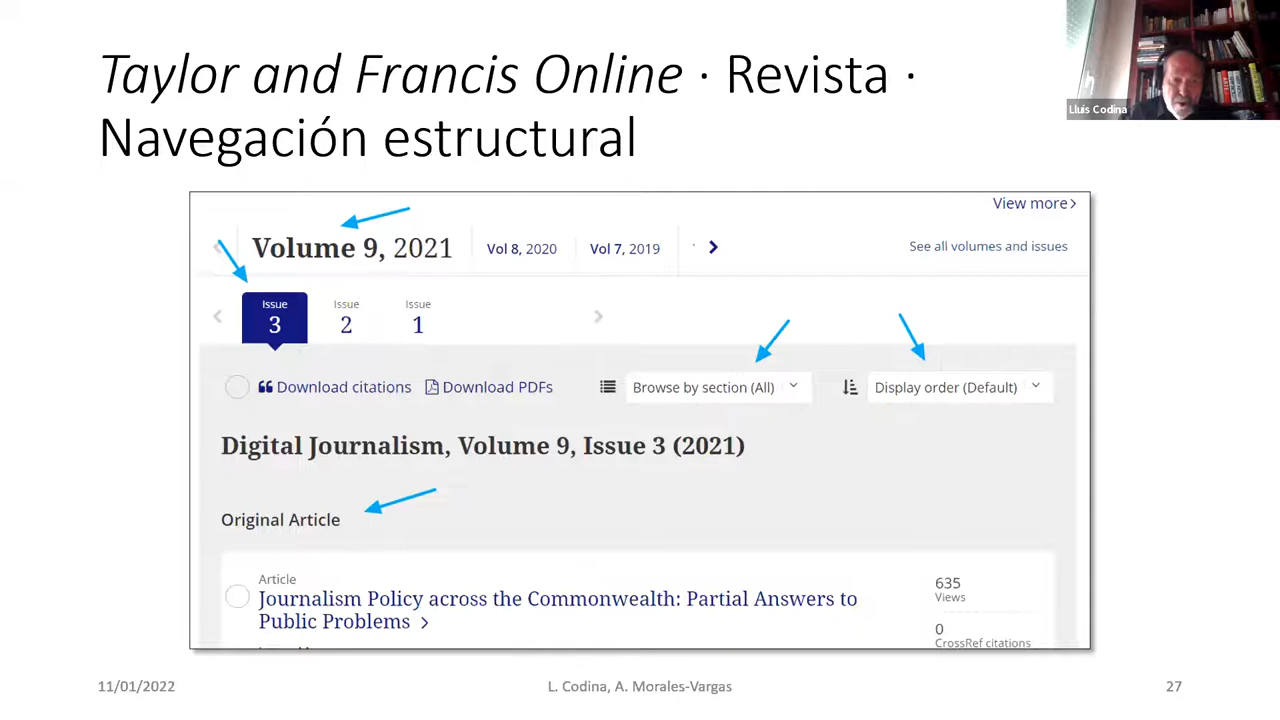 Taylor and Francis Online · Revista ·
Navegación estructural
Lluís Codina
View more >
Volume 9, 2021
Vol 8, 2020
Vol 7, 2019
See all volumes and issues
Issue
3
Issue
2
Issue
1
Download citations
Download PDFs
Browse by section (All)
Display order (Default)
Digital Journalism, Volume 9, Issue 3 (2021)
Original Article
Article
Journalism Policy across the Commonwealth: Partial Answers to
Public Problems >
635
Views
0
CrossRef citations
11/01/2022
L. Codina, A. Morales-Vargas
27